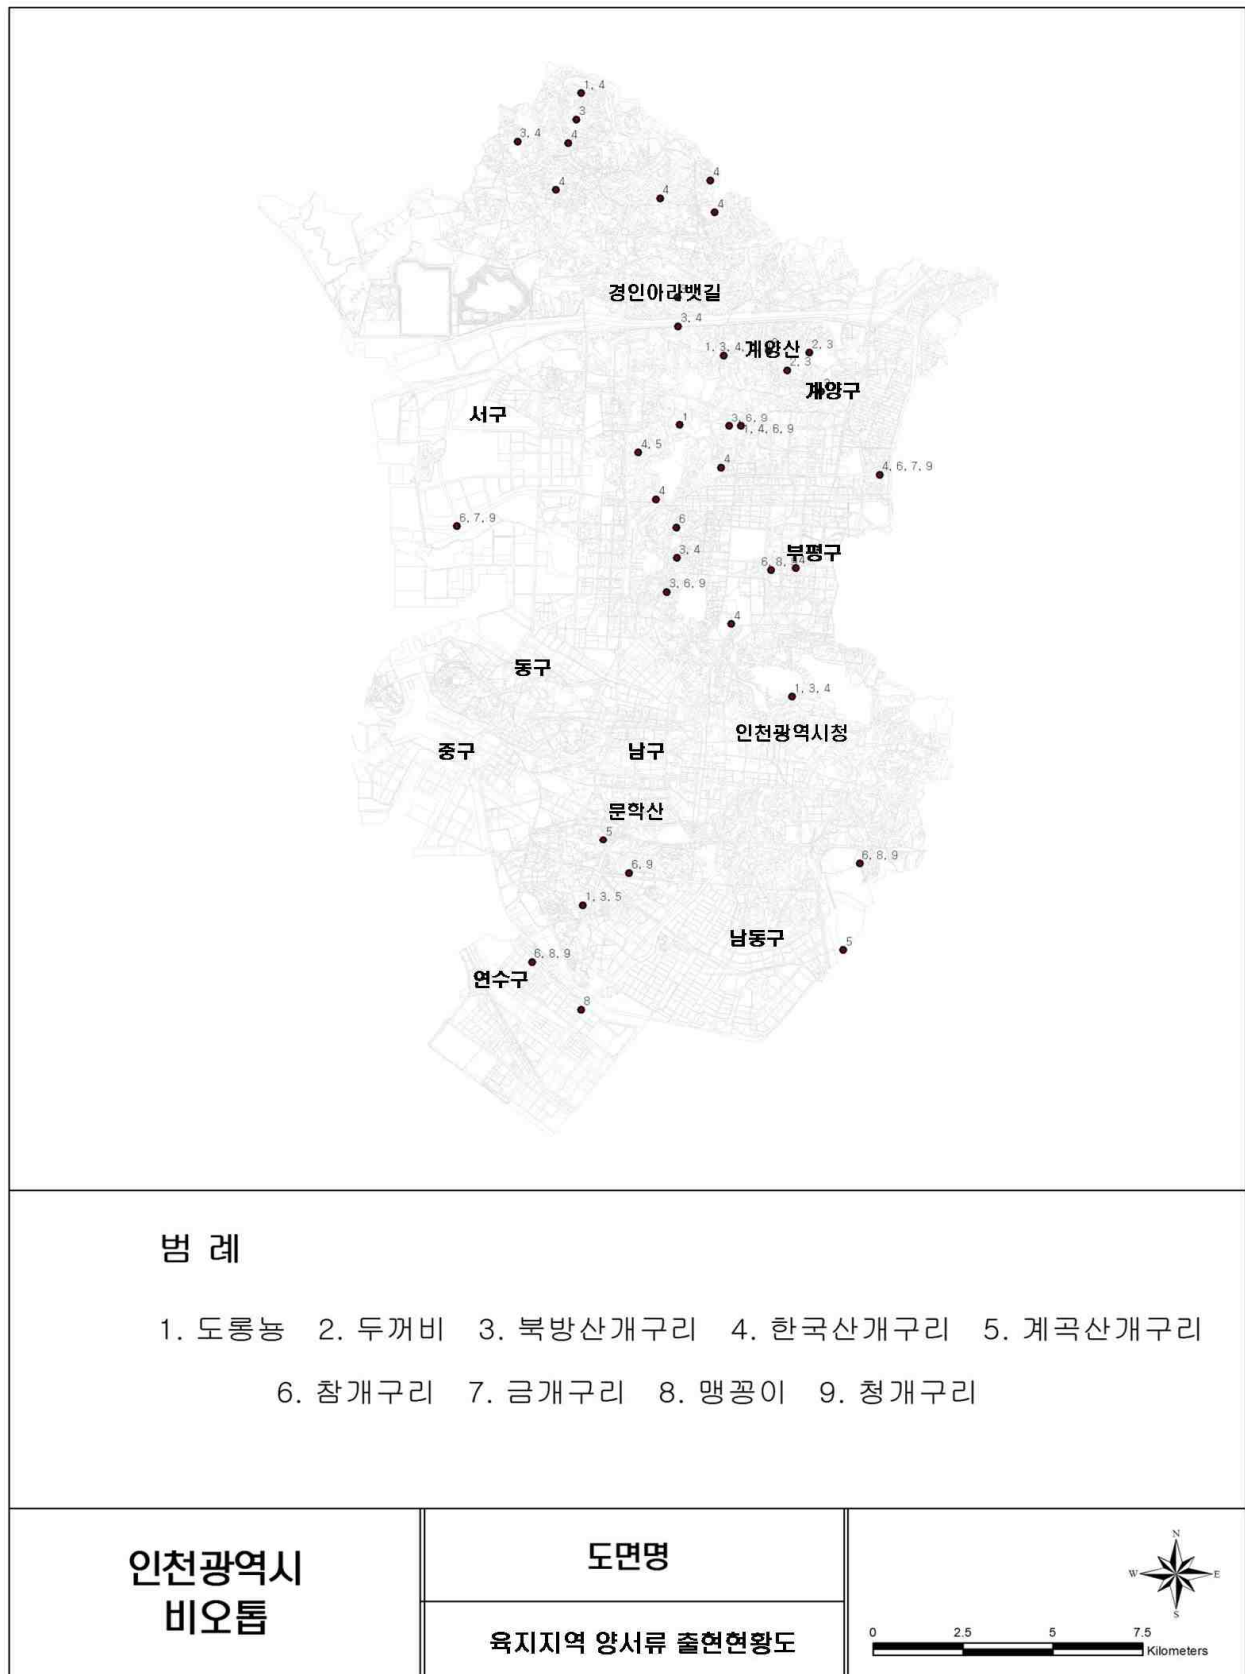 1, 4
3
3, 4
4
4
4
4
4
경인아라뱃길
3, 4
1, 3, 4
계양산
2, 3
2, 3
계양구
서구
1
3, 6, 9
1, 4, 6, 9
4, 5
4
4, 6, 7, 9
4
6, 7, 9
6
3, 4
부평구
6, 8,
3, 6, 9
4
동구
1, 3, 4
인천광역시청
중구
남구
문학산
5
6, 9
6, 8, 9
1, 3, 5
남동구
5
6, 8, 9
연수구
8
범 례
1. 도롱뇽 2. 두꺼비 3. 북방산개구리 4. 한국산개구리 5. 계곡산개구리
6. 참개구리 7. 금개구리 8. 맹꽁이 9. 청개구리
인천광역시
비오톱
도면명
육지지역 양서류 출현현황도
N
W E
S
0 2.5 5 7.5
Kilometers